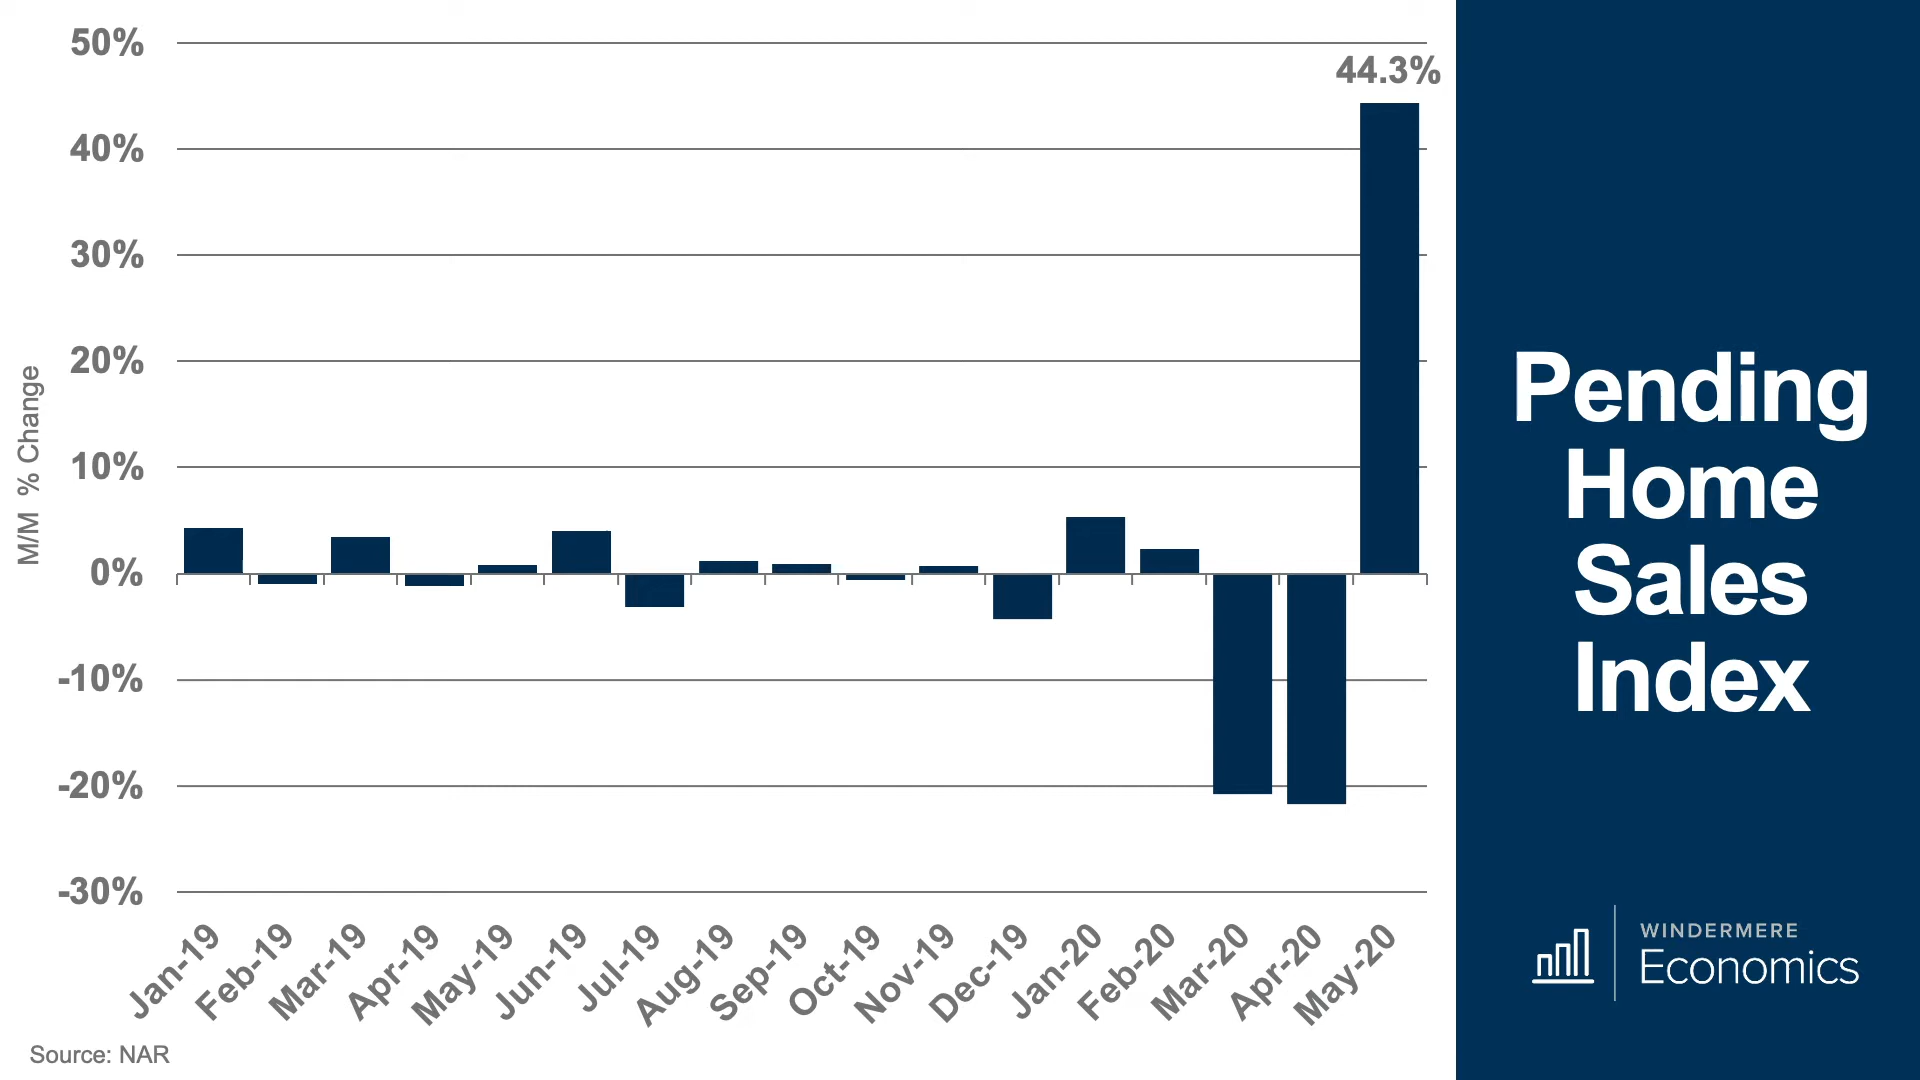 50%
44.3%
40%
30%
20%
10%
0%
-10%
-20%
-30%
M/M % Change
Jan-19
Feb-19
Mar-19
Apr-19
May-19
Jun-19
Jul-19
Aug-19
Sep-19
Oct-19
Nov-19
Dec-19
Jan-20
Feb-20
Mar-20
Apr-20
May-20
Source: NAR
Pending
Home
Sales
Index
WINDERMERE
Economics